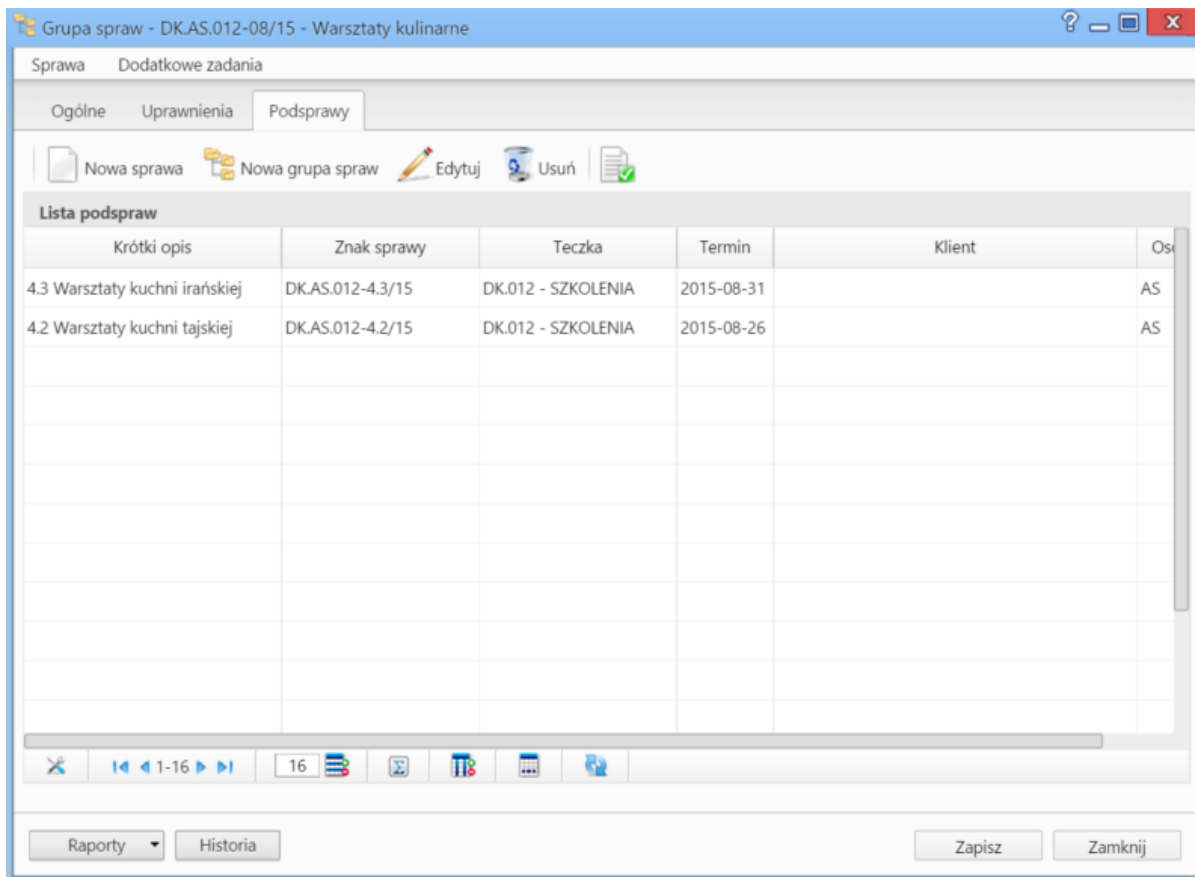 Grupa spraw - DK.AS.012-08/15 - Warsztaty kulinarne
Sprawa Dodatkowe zadania
Ogólne Uprawnienia Podsprawy
Nowa sprawa Nowa grupa spraw Edytuj Usuń
Lista podspraw
Krótki opis Znak sprawy Teczka Termin Klient
4.3 Warsztaty kuchni irańskiej DK.AS.012-4.3/15 DK.012 - SZKOLENIA 2015-08-31 AS
4.2 Warsztaty kuchni tajskiej DK.AS.012-4.2/15 DK.012 - SZKOLENIA 2015-08-26 AS
1-16 16
Raporty Historia Zapisz Zamknij